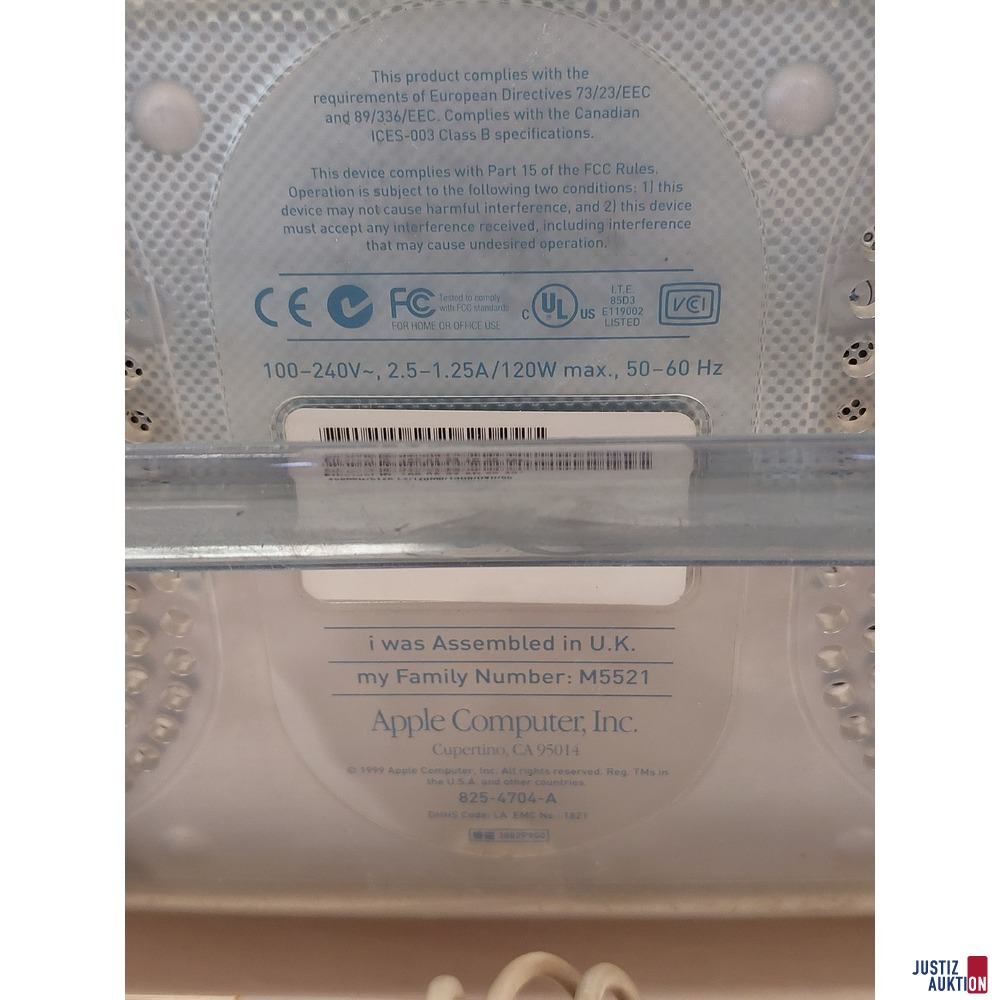 This product complies with the
requirements of European Directives 73/23/EEC
and 89/336/EEC. Complies with the Canadian
ICES-003 Class B specifications.
This device complies with Part 15 of the FCC Rules.
Operation is subject to the following two conditions: 1) this
device may not cause harmful interference, and 2) this device
must accept any interference received, including interference
that may cause undesired operation.
CE FC Tested to comply with FCC standards
FOR HOME OR OFFICE USE
C UL US
I.T.E.
85D3
E119002
LISTED
VCI
100–240V~, 2.5–1.25A/120W max., 50–60 Hz
i was Assembled in U.K.
my Family Number: M5521
Apple Computer, Inc.
Cupertino, CA 95014
© 1999 Apple Computer, Inc. All rights reserved. Reg. TMs in
the U.S.A. and other countries.
825-4704-A
DHHS Code: LA EMC No. 1821
JUSTIZ
AUKTION